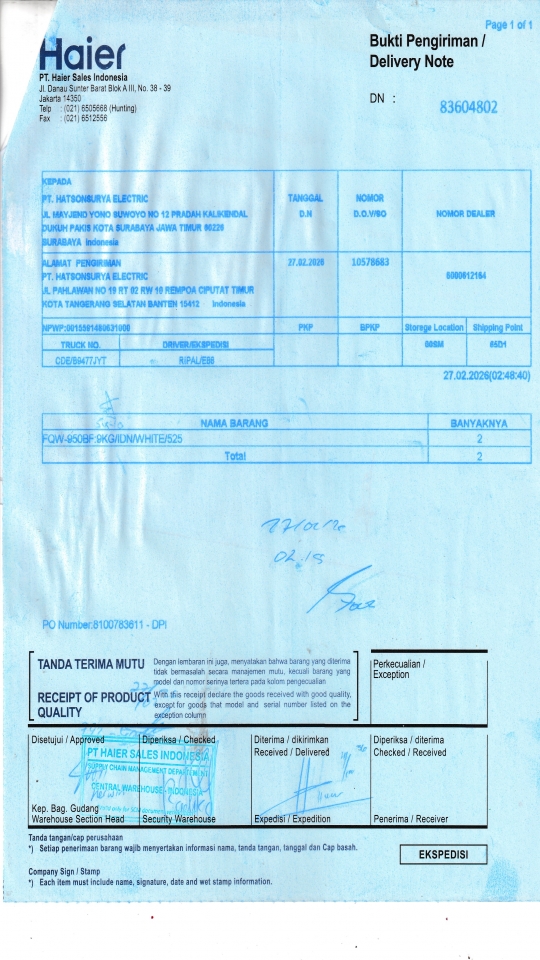 Page 1 of 1
Haier
Bukti Pengiriman /
Delivery Note
PT. Haier Sales Indonesia
Jl. Danau Sunter Barat Blok A III, No. 38 - 39
Jakarta 14350
Telp : (021) 6505668 (Hunting)
Fax : (021) 6512556
DN : 83604802
KEPADA
PT. HATSONSURYA ELECTRIC
JL MAYJEND YONO SUWOYO NO 12 PRADAH KALIKENDAL
DUKUH PAKIS KOTA SURABAYA JAWA TIMUR 60226
SURABAYA Indonesia
TANGGAL D.N
NOMOR D.O./SO
NOMOR DEALER
ALAMAT PENGIRIMAN
PT. HATSONSURYA ELECTRIC
JL PAHLAWAN NO 19 RT 02 RW 10 REMPOA CIPUTAT TIMUR
KOTA TANGERANG SELATAN BANTEN 15412 Indonesia
27.02.2026
10578683
NPWP:
PKP BPKP Storege Location Shipping Point
TRUCK NO. DRIVER/EKSPEDISI
00SM 85D1
CDE/B9477JYT RIPAL/E68
27.02.2026(02:48:40)
NAMA BARANG BANYAKNYA
FQW-950BF:9KG/IDN/WHITE/525 2
Total 2
PO Number:8100783611 - DPI
TANDA TERIMA MUTU
Dengan lembaran ini juga, menyatakan bahwa barang yang diterima
tidak bermasalah secara manajemen mutu, kecuali barang yang
model dan nomor serinya tertera pada kolom pengecualian
RECEIPT OF PRODUCT QUALITY
With this receipt declare the goods received with good quality,
except for goods that model and serial number listed on the
exception column
Perkecualian /
Exception
Disetujui / Approved
Diperiksa / Checked
Diterima / dikirimkan
Received / Delivered
Diperiksa / diterima
Checked / Received
PT HAIER SALES INDONESIA
SUPPLY CHAIN MANAGEMENT DEPARTMENT
CENTRAL WAREHOUSE - INDONESIA
Kep. Bag. Gudang
Warehouse Section Head
Security Warehouse
Expedisi / Expedition
Penerima / Receiver
Tanda tangan/cap perusahaan
*) Setiap penerimaan barang wajib menyertakan informasi nama, tanda tangan, tanggal dan Cap basah.
EKSPEDISI
Company Sign / Stamp
*) Each item must include name, signature, date and wet stamp information.